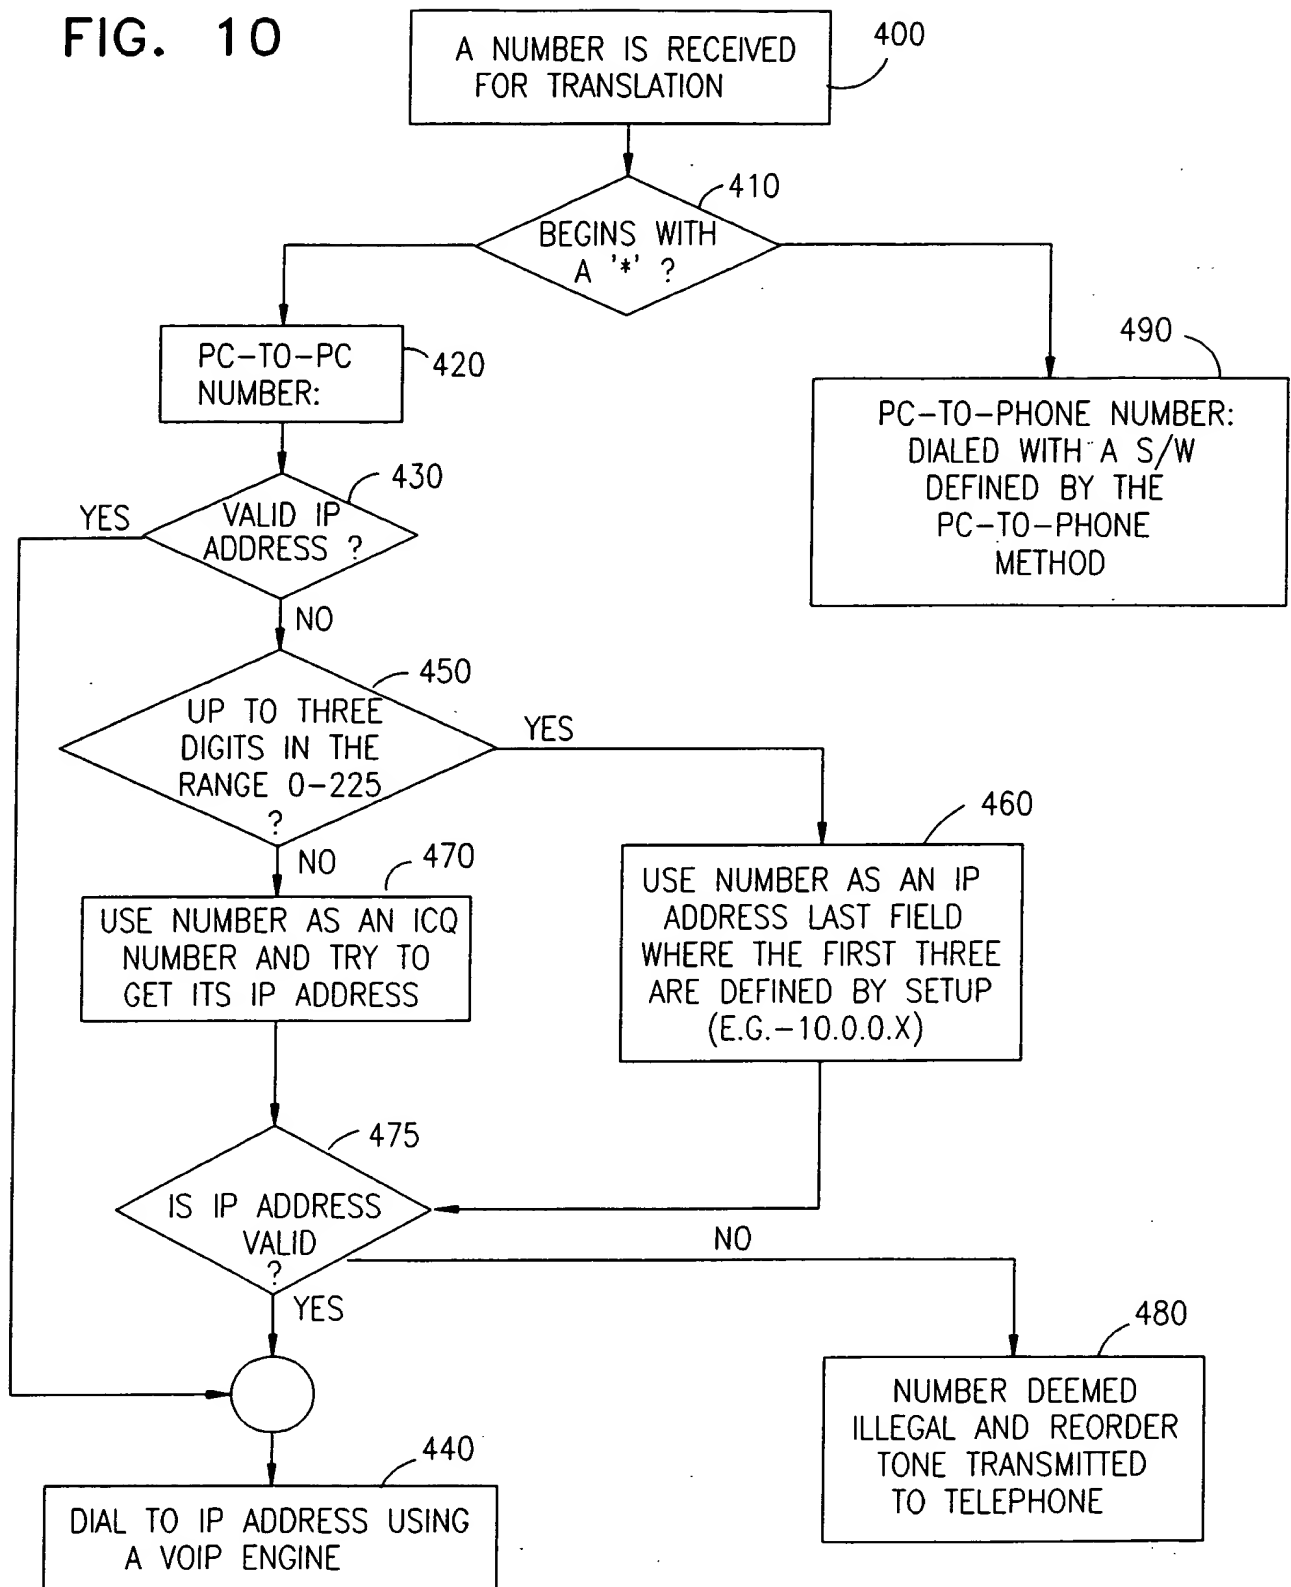 FIG. 10
A NUMBER IS RECEIVED
FOR TRANSLATION
400
410
BEGINS WITH
A '*' ?
PC-TO-PC
NUMBER:
420
490
PC-TO-PHONE NUMBER:
DIALED WITH A S/W
DEFINED BY THE
PC-TO-PHONE
METHOD
430
VALID IP
ADDRESS ?
YES
NO
450
UP TO THREE
DIGITS IN THE
RANGE 0-225
?
YES
NO
460
USE NUMBER AS AN IP
ADDRESS LAST FIELD
WHERE THE FIRST THREE
ARE DEFINED BY SETUP
(E.G.-10.0.0.X)
470
USE NUMBER AS AN ICQ
NUMBER AND TRY TO
GET ITS IP ADDRESS
475
IS IP ADDRESS
VALID
?
NO
YES
480
NUMBER DEEMED
ILLEGAL AND REORDER
TONE TRANSMITTED
TO TELEPHONE
440
DIAL TO IP ADDRESS USING
A VOIP ENGINE